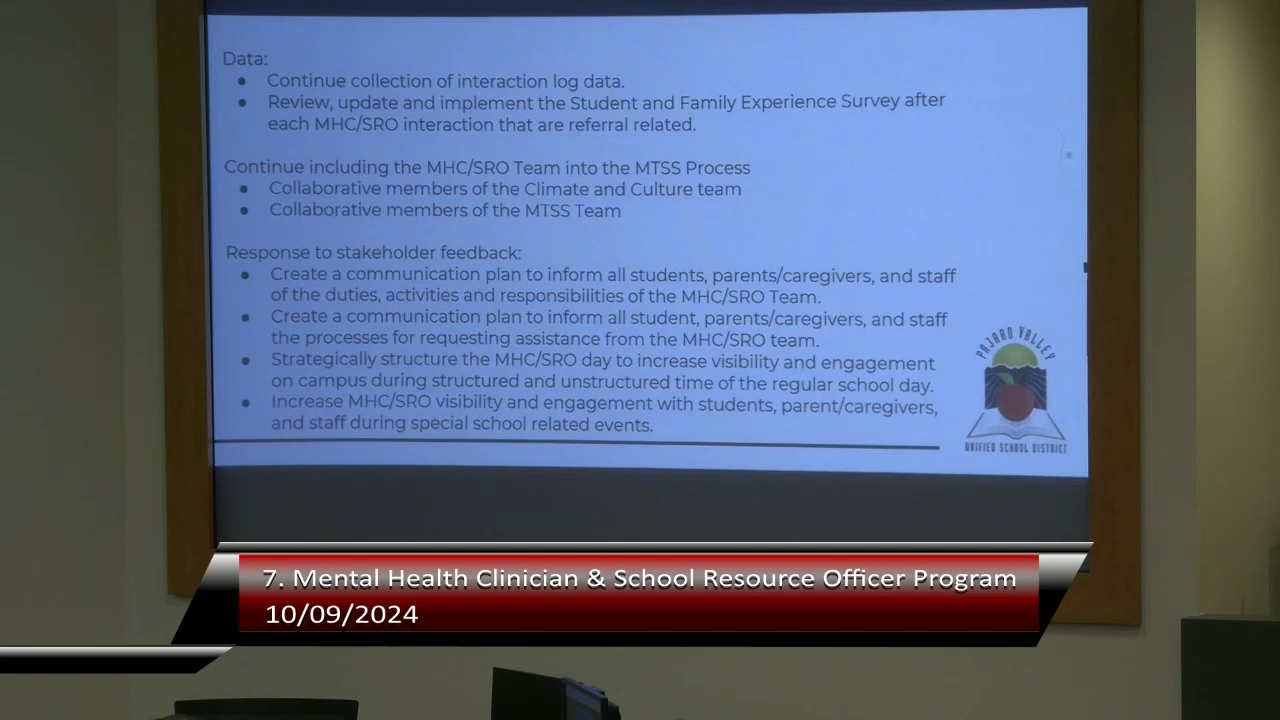 Data:
● Continue collection of interaction log data.
● Review, update and implement the Student and Family Experience Survey after
each MHC/SRO interaction that are referral related.
Continue including the MHC/SRO Team into the MTSS Process
● Collaborative members of the Climate and Culture team
● Collaborative members of the MTSS Team
Response to stakeholder feedback:
● Create a communication plan to inform all students, parents/caregivers, and staff
of the duties, activities and responsibilities of the MHC/SRO Team.
● Create a communication plan to inform all student, parents/caregivers, and staff
the processes for requesting assistance from the MHC/SRO team.
● Strategically structure the MHC/SRO day to increase visibility and engagement
on campus during structured and unstructured time of the regular school day.
● Increase MHC/SRO visibility and engagement with students, parent/caregivers,
and staff during special school related events.
PAJARO VALLEY
UNIFIED SCHOOL DISTRICT
7. Mental Health Clinician & School Resource Officer Program
10/09/2024